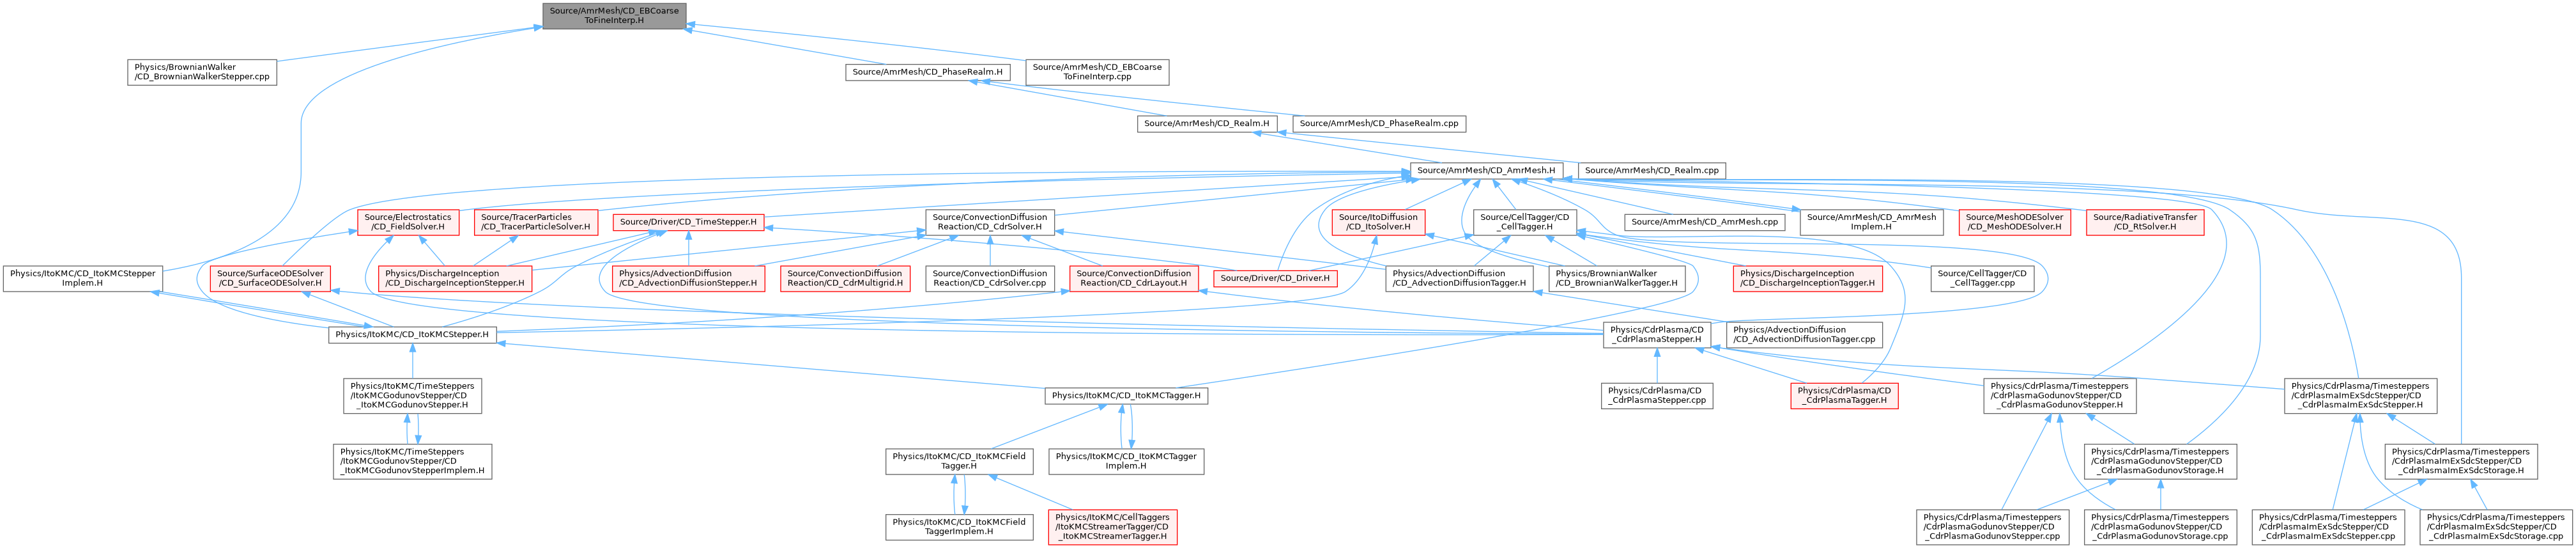 Source/AmrMesh/CD_EBCoarse
ToFineInterp.H
Physics/BrownianWalker
/CD_BrownianWalkerStepper.cpp
Source/AmrMesh/CD_PhaseRealm.H
Source/AmrMesh/CD_EBCoarse
ToFineInterp.cpp
Source/AmrMesh/CD_Realm.H
Source/AmrMesh/CD_PhaseRealm.cpp
Source/AmrMesh/CD_AmrMesh.H
Source/AmrMesh/CD_Realm.cpp
Source/Electrostatics
/CD_FieldSolver.H
Source/TracerParticles
/CD_TracerParticleSolver.H
Source/Driver/CD_TimeStepper.H
Source/ConvectionDiffusion
Reaction/CD_CdrSolver.H
Source/ItoDiffusion
/CD_ItoSolver.H
Source/CellTagger/CD
_CellTagger.H
Source/AmrMesh/CD_AmrMesh.cpp
Source/AmrMesh/CD_AmrMesh
Implem.H
Source/MeshODESolver
/CD_MeshODESolver.H
Source/RadiativeTransfer
/CD_RtSolver.H
Physics/ItoKMC/CD_ItoKMCStepper
Implem.H
Source/SurfaceODESolver
/CD_SurfaceODESolver.H
Physics/DischargeInception
/CD_DischargeInceptionStepper.H
Physics/AdvectionDiffusion
/CD_AdvectionDiffusionStepper.H
Source/ConvectionDiffusion
Reaction/CD_CdrMultigrid.H
Source/ConvectionDiffusion
Reaction/CD_CdrSolver.cpp
Source/ConvectionDiffusion
Reaction/CD_CdrLayout.H
Source/Driver/CD_Driver.H
Physics/AdvectionDiffusion
/CD_AdvectionDiffusionTagger.H
Physics/BrownianWalker
/CD_BrownianWalkerTagger.H
Physics/DischargeInception
/CD_DischargeInceptionTagger.H
Source/CellTagger/CD
_CellTagger.cpp
Physics/ItoKMC/CD_ItoKMCStepper.H
Physics/CdrPlasma/CD
_CdrPlasmaStepper.H
Physics/AdvectionDiffusion
/CD_AdvectionDiffusionTagger.cpp
Physics/ItoKMC/TimeSteppers
/ItoKMCGodunovStepper/CD
_ItoKMCGodunovStepper.H
Physics/ItoKMC/CD_ItoKMCTagger.H
Physics/CdrPlasma/CD
_CdrPlasmaStepper.cpp
Physics/CdrPlasma/CD
_CdrPlasmaTagger.H
Physics/CdrPlasma/Timesteppers
/CdrPlasmaGodunovStepper/CD
_CdrPlasmaGodunovStepper.H
Physics/CdrPlasma/Timesteppers
/CdrPlasmaImExSdcStepper/CD
_CdrPlasmaImExSdcStepper.H
Physics/ItoKMC/TimeSteppers
/ItoKMCGodunovStepper/CD
_ItoKMCGodunovStepperImplem.H
Physics/ItoKMC/CD_ItoKMCField
Tagger.H
Physics/ItoKMC/CD_ItoKMCTagger
Implem.H
Physics/CdrPlasma/Timesteppers
/CdrPlasmaGodunovStepper/CD
_CdrPlasmaGodunovStorage.H
Physics/CdrPlasma/Timesteppers
/CdrPlasmaImExSdcStepper/CD
_CdrPlasmaImExSdcStorage.H
Physics/ItoKMC/CD_ItoKMCField
TaggerImplem.H
Physics/ItoKMC/CellTaggers
/ItoKMCStreamerTagger/CD
_ItoKMCStreamerTagger.H
Physics/CdrPlasma/Timesteppers
/CdrPlasmaGodunovStepper/CD
_CdrPlasmaGodunovStepper.cpp
Physics/CdrPlasma/Timesteppers
/CdrPlasmaGodunovStepper/CD
_CdrPlasmaGodunovStorage.cpp
Physics/CdrPlasma/Timesteppers
/CdrPlasmaImExSdcStepper/CD
_CdrPlasmaImExSdcStepper.cpp
Physics/CdrPlasma/Timesteppers
/CdrPlasmaImExSdcStepper/CD
_CdrPlasmaImExSdcStorage.cpp